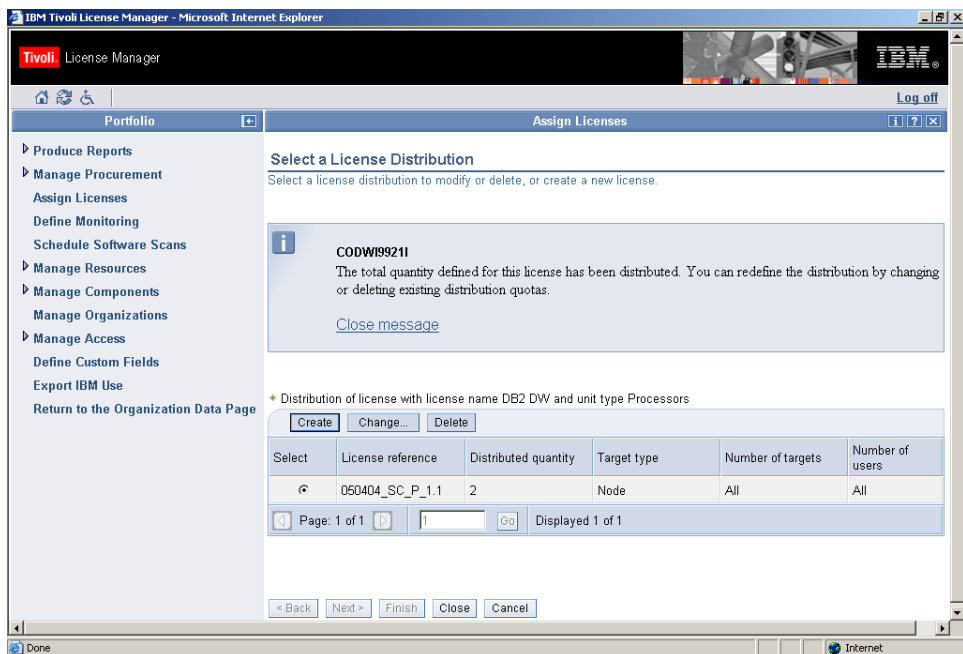 IBM Tivoli License Manager - Microsoft Internet Explorer
Tivoli. License Manager
IBM®
Log off
Portfolio
Assign Licenses
Produce Reports
Manage Procurement
Assign Licenses
Define Monitoring
Schedule Software Scans
Manage Resources
Manage Components
Manage Organizations
Manage Access
Define Custom Fields
Export IBM Use
Return to the Organization Data Page
Select a License Distribution
Select a license distribution to modify or delete, or create a new license.
CODWI9921I
The total quantity defined for this license has been distributed. You can redefine the distribution by changing
or deleting existing distribution quotas.
Close message
* Distribution of license with license name DB2 DW and unit type Processors
Create Change... Delete
Select License reference Distributed quantity Target type Number of targets Number of users
050404_SC_P_1.1 2 Node All All
Page: 1 of 1 1 Go Displayed 1 of 1
< Back Next > Finish Close Cancel
Done Internet